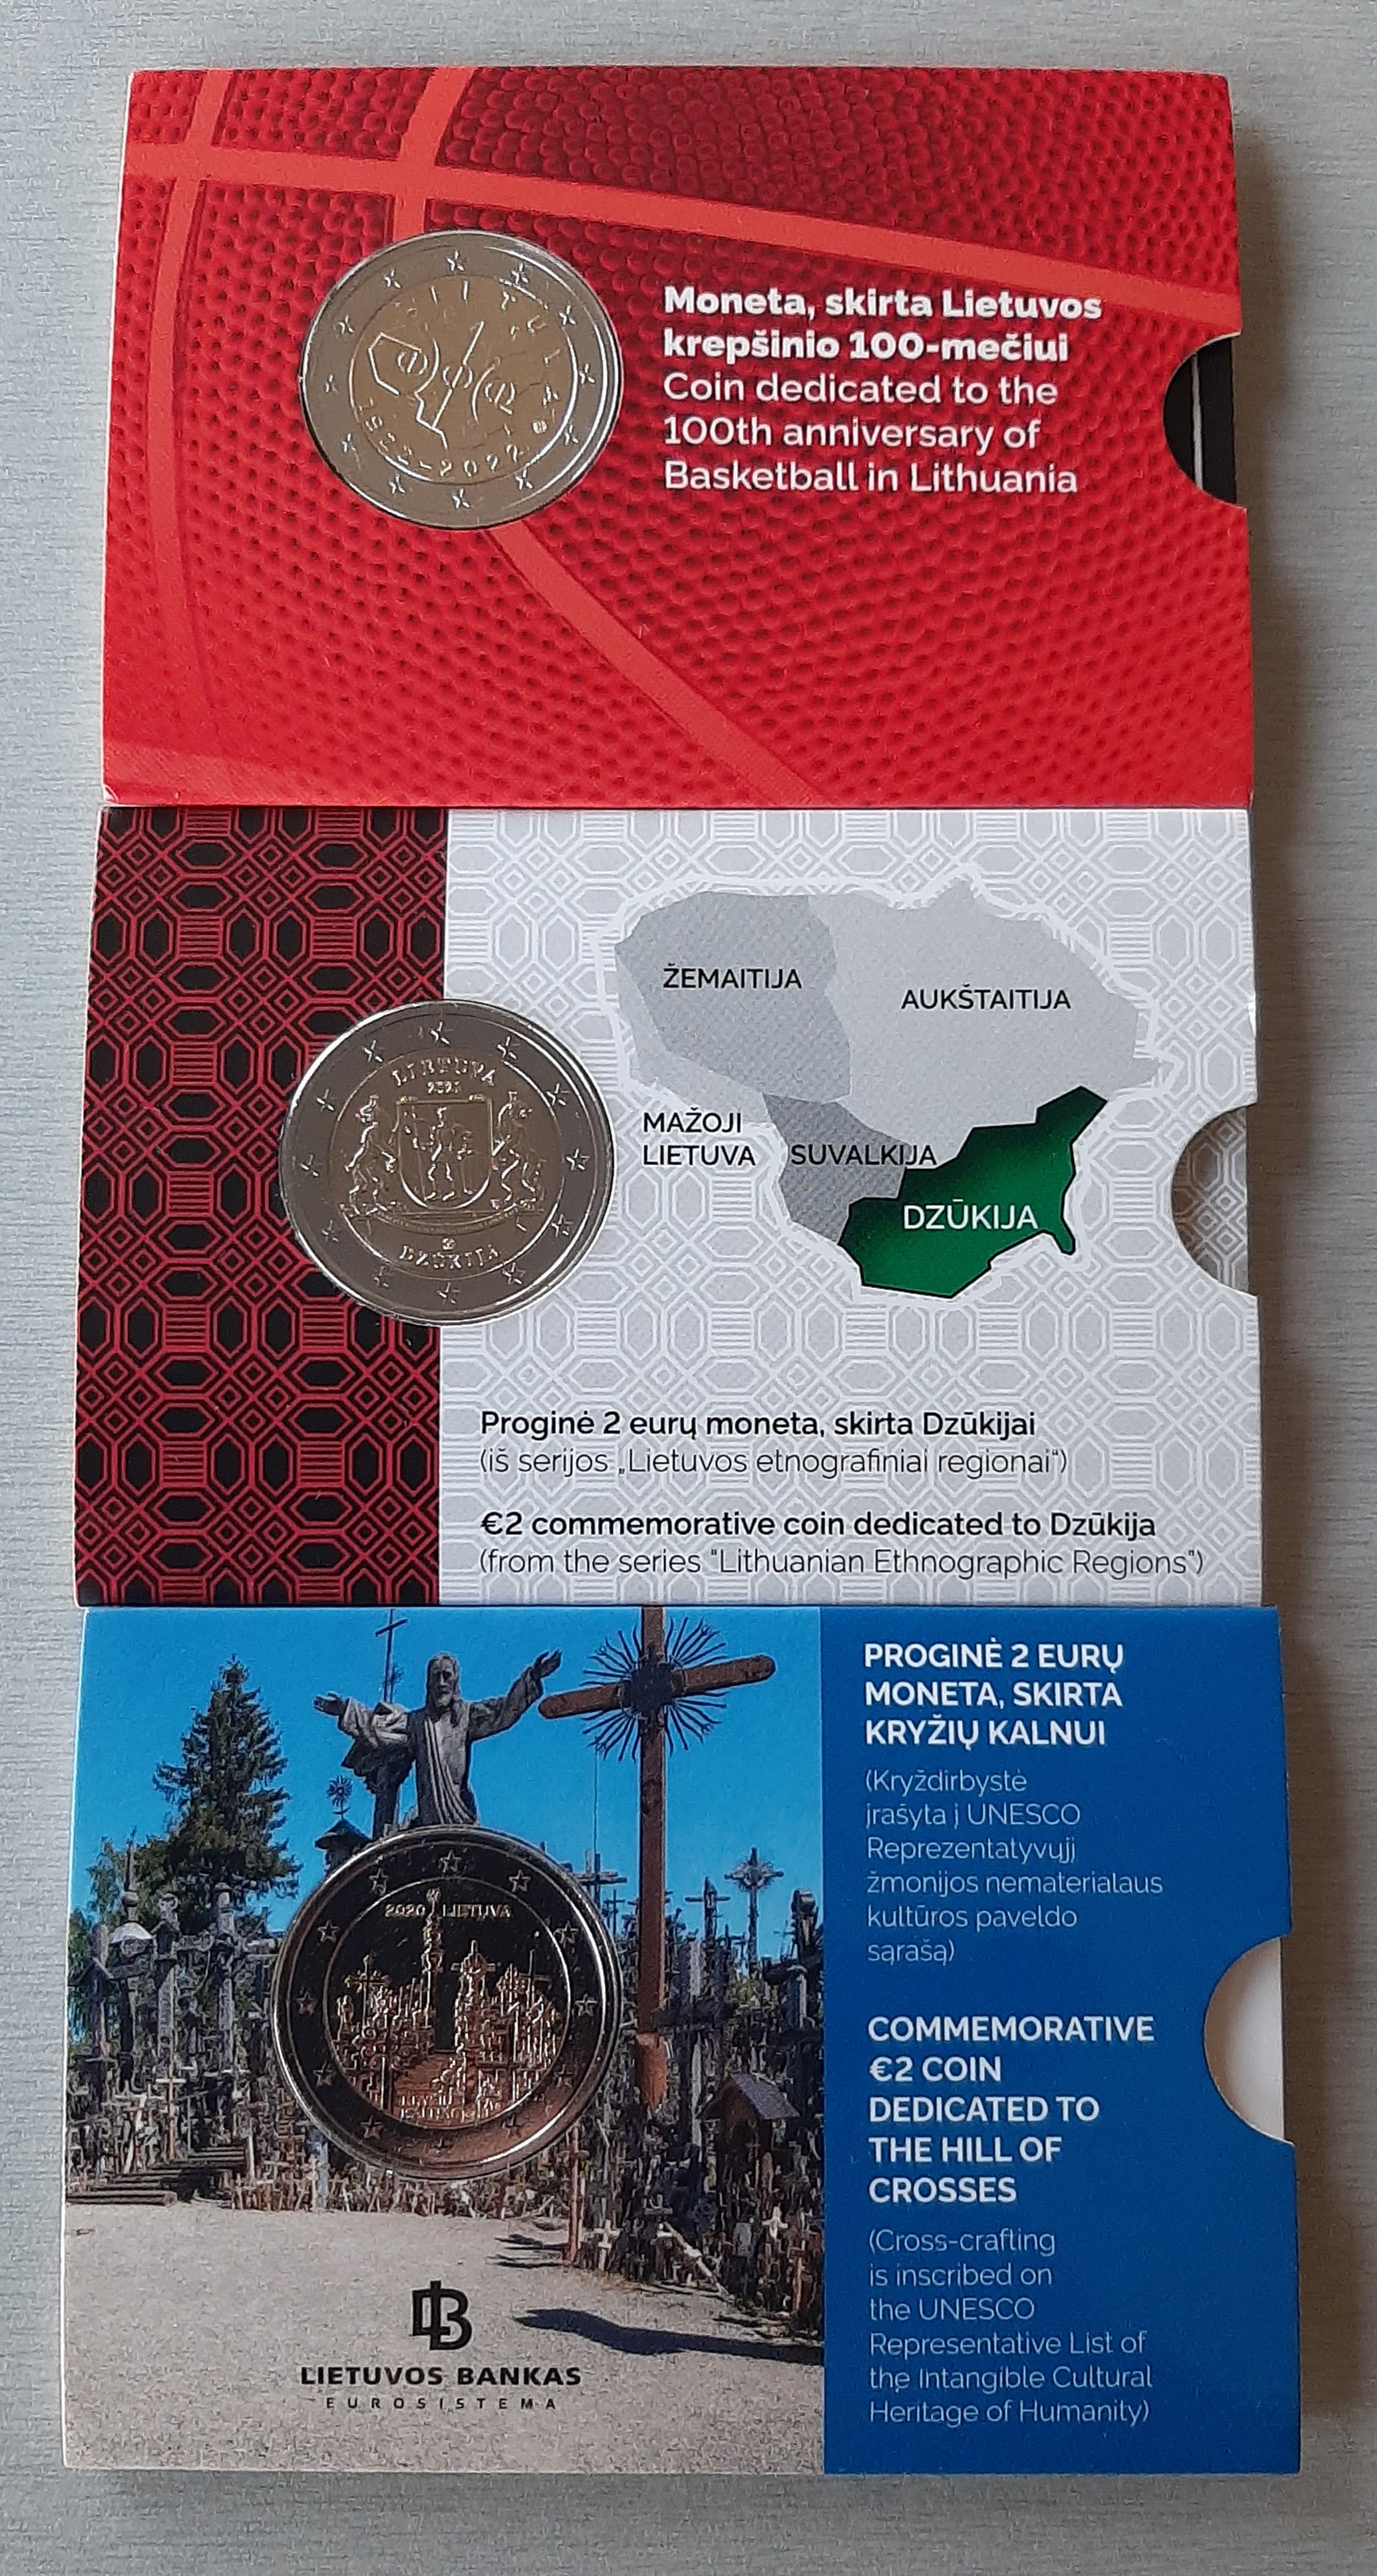 LIETUVA
1922-2022
Moneta, skirta Lietuvos
krepšinio 100-mečiui
Coin dedicated to the
100th anniversary of
Basketball in Lithuania
ŽEMAITIJA
AUKŠTAITIJA
MAŽOJI
LIETUVA
SUVALKIJA
DZŪKIJA
LIETUVA
DZŪKIJA
Proginė 2 eurų moneta, skirta Dzūkijai
(iš serijos „Lietuvos etnografiniai regionai“)
€2 commemorative coin dedicated to Dzūkija
(from the series "Lithuanian Ethnographic Regions")
PROGINĖ 2 EURŲ
MONETA, SKIRTA
KRYŽIŲ KALNUI
(Kryždirbystė
įrašyta į UNESCO
Reprezentatyvųjį
žmonijos nematerialaus
kultūros paveldo
sąrašą)
2020 LIETUVA
COMMEMORATIVE
€2 COIN
DEDICATED TO
THE HILL OF
CROSSES
(Cross-crafting
is inscribed on
the UNESCO
Representative List of
the Intangible Cultural
Heritage of Humanity)
LB
LIETUVOS BANKAS
EUROSISTEMA